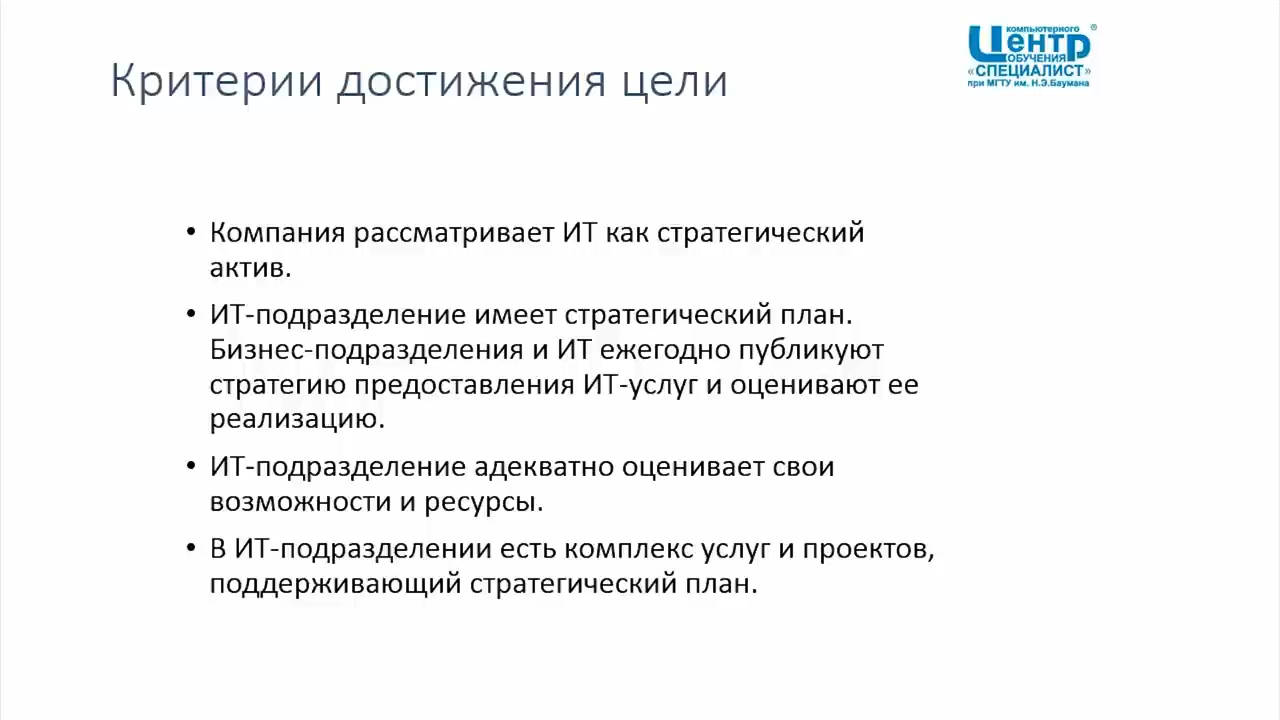 Критерии достижения цели
компьютерного
Центр
ОБУЧЕНИЯ
«СПЕЦИАЛИСТ»
при МГТУ им. Н.Э.Баумана
®
• Компания рассматривает ИТ как стратегический
актив.
• ИТ-подразделение имеет стратегический план.
Бизнес-подразделения и ИТ ежегодно публикуют
стратегию предоставления ИТ-услуг и оценивают ее
реализацию.
• ИТ-подразделение адекватно оценивает свои
возможности и ресурсы.
• В ИТ-подразделении есть комплекс услуг и проектов,
поддерживающий стратегический план.